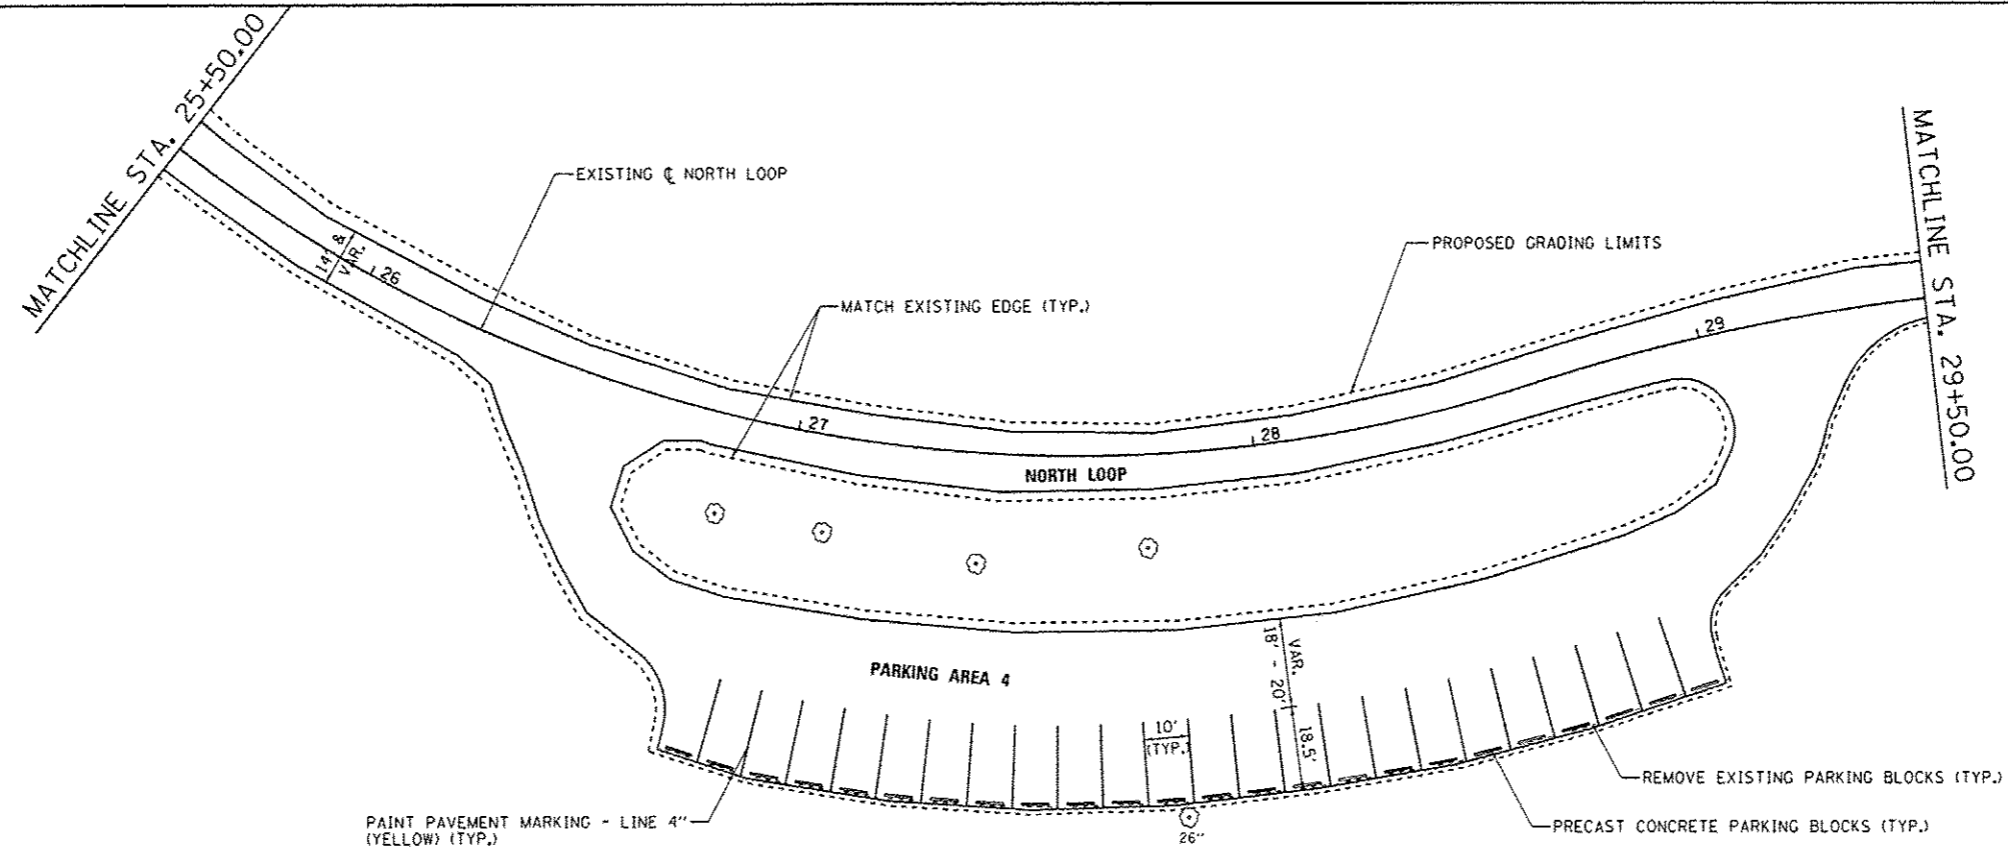 MATCHLINE STA. 25+50.00
EXISTING ℄ NORTH LOOP
MATCHLINE STA. 29+50.00
PROPOSED GRADING LIMITS
14' &
VAR.
26
MATCH EXISTING EDGE (TYP.)
29
27
28
NORTH LOOP
PARKING AREA 4
VAR.
18' - 20'
10'
(TYP.)
18.5'
REMOVE EXISTING PARKING BLOCKS (TYP.)
PAINT PAVEMENT MARKING - LINE 4"
(YELLOW) (TYP.)
26"
PRECAST CONCRETE PARKING BLOCKS (TYP.)